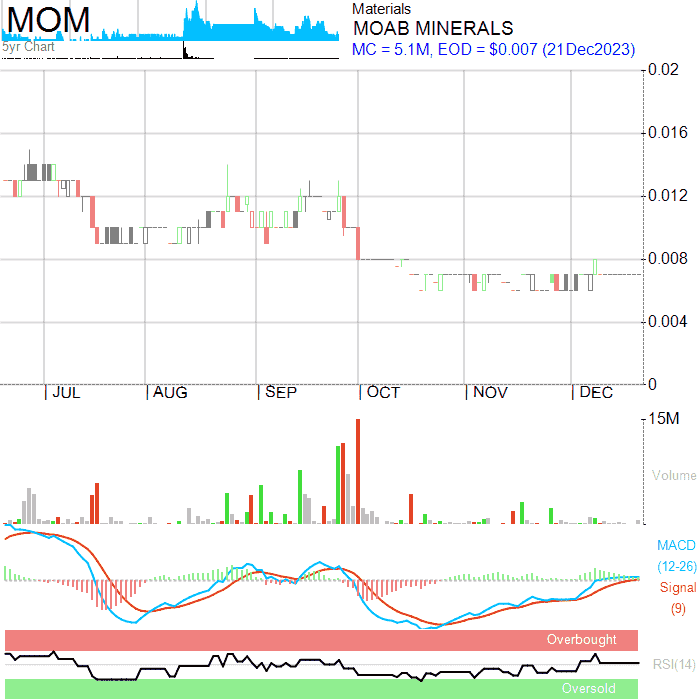 MOM
5yr Chart
Materials
MOAB MINERALS
MC = 5.1M, EOD = $0.007 (21Dec2023)
0.02
0.016
0.012
0.008
0.004
0
JUL AUG SEP OCT NOV DEC
15M
Volume
MACD
(12-26)
Signal
(9)
Overbought
RSI(14)
Oversold